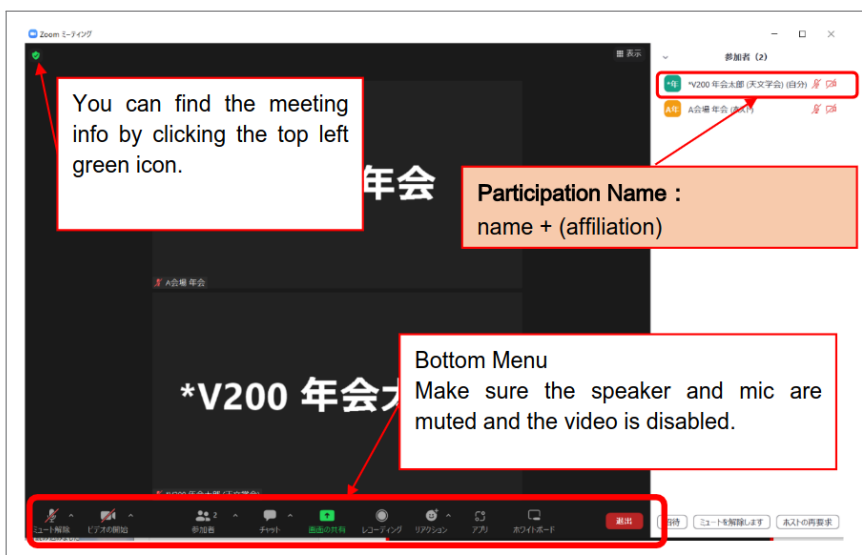 Zoom ミーティング
表示
参加者 (2)
*年 *V200 年会太郎 (天文学会) (自分)
A年 A会場 年会
You can find the meeting
info by clicking the top left
green icon.
年会
Participation Name :
name + (affiliation)
A会場 年会
Bottom Menu
Make sure the speaker and mic are
muted and the video is disabled.
*V200 年会
ミュート解除 ビデオの開始 2 参加者 チャット 画面の共有 レコーディング リアクション アプリ ホワイトボード 退出
招待 ミュートを解除します ホストの再要求